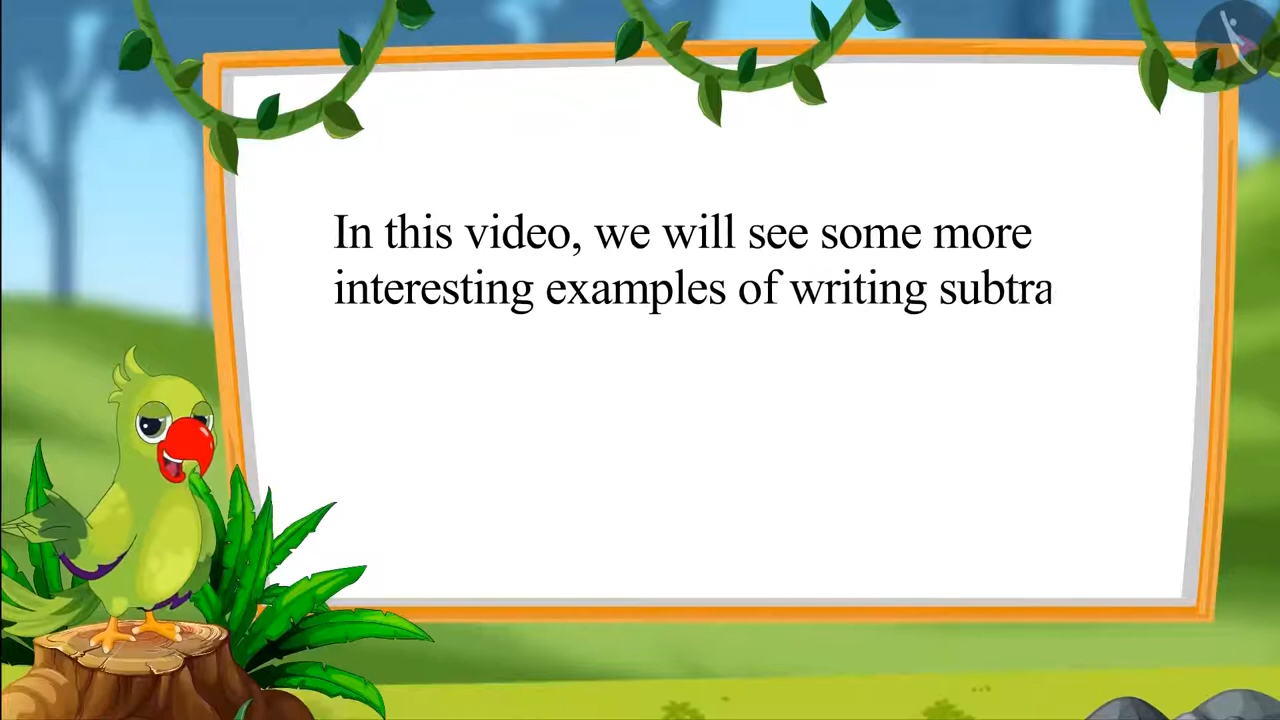 In this video, we will see some more
interesting examples of writing subtra